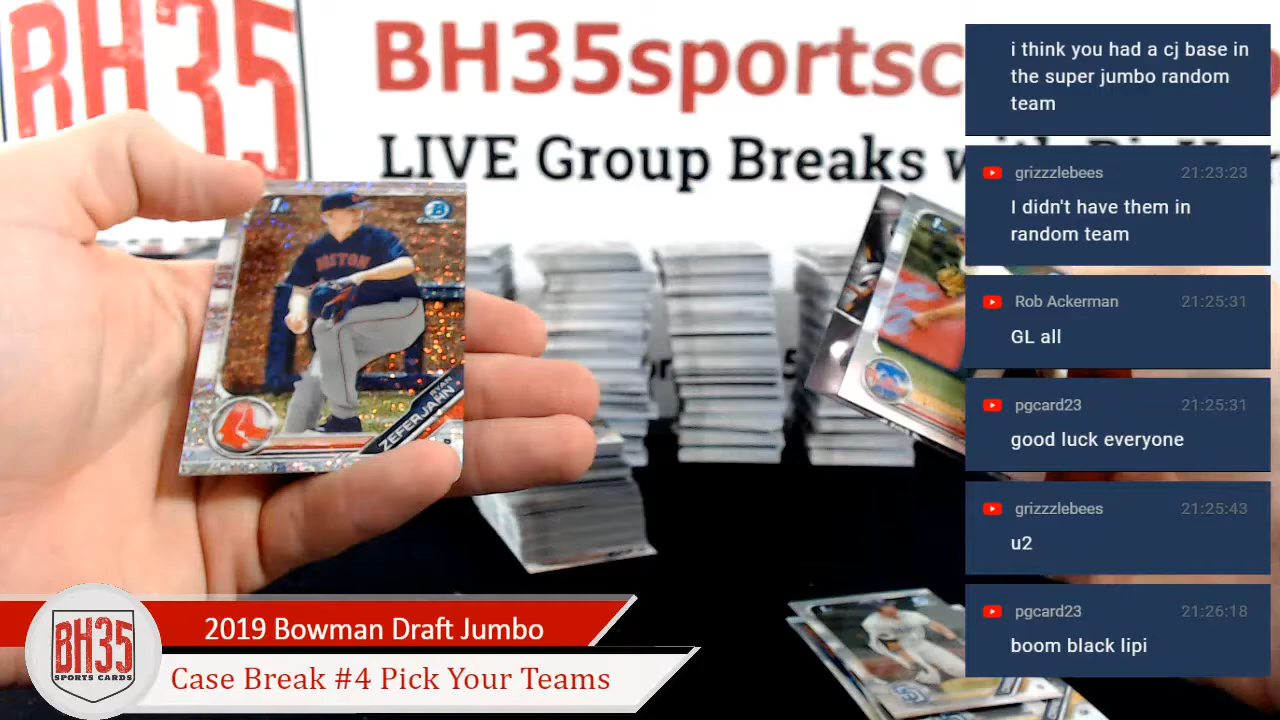 BH35
BH35sportsc
LIVE Group Breaks
1st
B
BOSTON
RYAN
ZEFERJAHN
i think you had a cj base in
the super jumbo random
team
grizzzlebees 21:23:23
I didn't have them in
random team
Rob Ackerman 21:25:31
GL all
pgcard23 21:25:31
good luck everyone
grizzzlebees 21:25:43
u2
pgcard23 21:26:18
boom black lipi
BH35
SPORTS CARDS
2019 Bowman Draft Jumbo
Case Break #4 Pick Your Teams